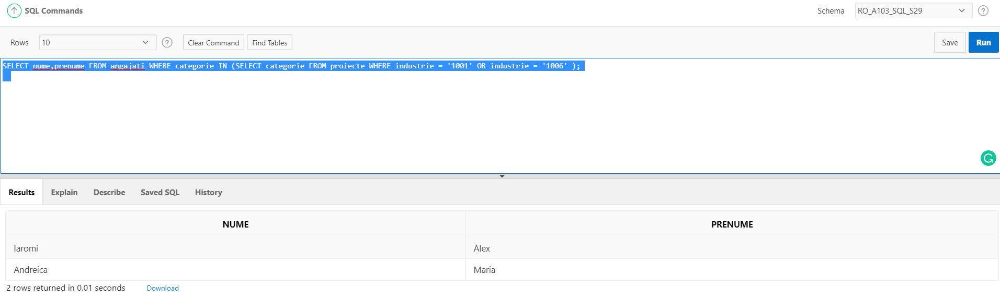 SQL Commands
Schema
RO_A103_SQL_S29
Rows
10
Clear Command
Find Tables
Save
Run
SELECT nume,prenume FROM angajati WHERE categorie IN (SELECT categorie FROM proiecte WHERE industrie = '1001' OR industrie = '1006' );
Results
Explain
Describe
Saved SQL
History
NUME
PRENUME
Iaromi
Alex
Andreica
Maria
2 rows returned in 0.01 seconds
Download